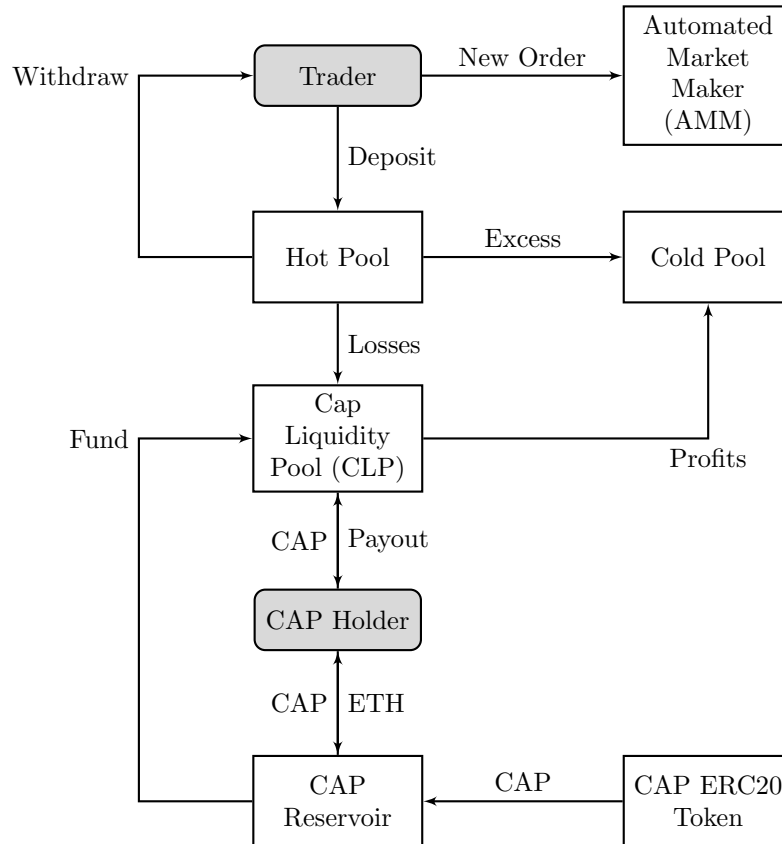 Automated
Market
Maker
(AMM)
Withdraw
Trader
New Order
Deposit
Hot Pool
Excess
Cold Pool
Losses
Fund
Cap
Liquidity
Pool (CLP)
Profits
CAP
Payout
CAP Holder
CAP
ETH
CAP
Reservoir
CAP
CAP ERC20
Token